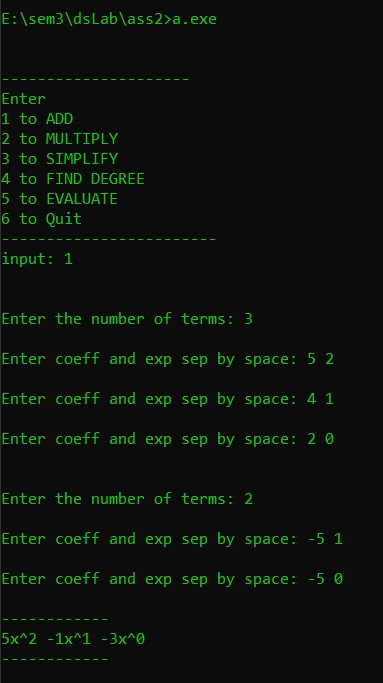 E:\sem3\dsLab\ass2>a.exe
---------------------
Enter
1 to ADD
2 to MULTIPLY
3 to SIMPLIFY
4 to FIND DEGREE
5 to EVALUATE
6 to Quit
------------------------
input: 1
Enter the number of terms: 3
Enter coeff and exp sep by space: 5 2
Enter coeff and exp sep by space: 4 1
Enter coeff and exp sep by space: 2 0
Enter the number of terms: 2
Enter coeff and exp sep by space: -5 1
Enter coeff and exp sep by space: -5 0
------------
5x^2 -1x^1 -3x^0
------------